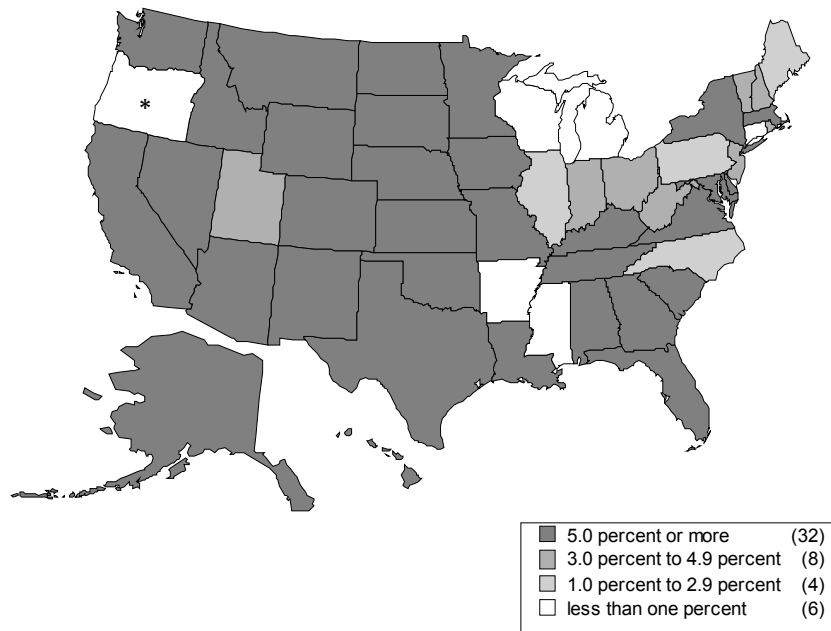 *
5.0 percent or more (32)
3.0 percent to 4.9 percent (8)
1.0 percent to 2.9 percent (4)
less than one percent (6)